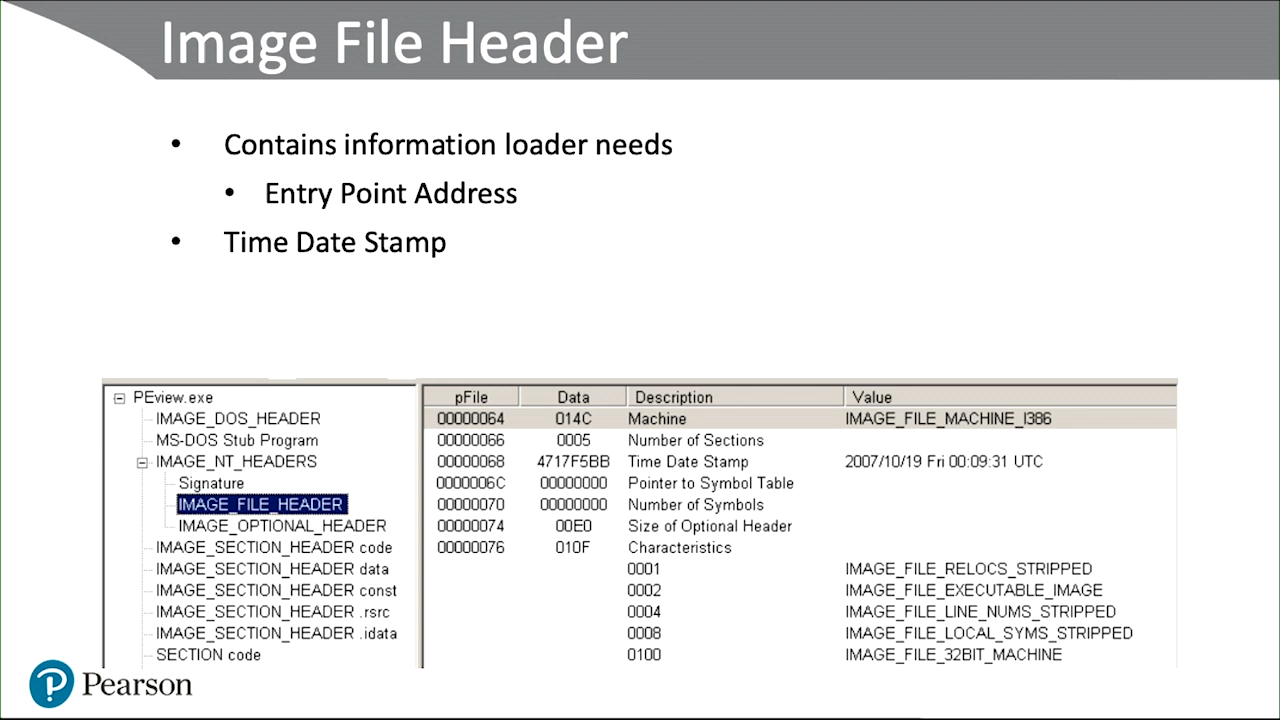 Image File Header
• Contains information loader needs
• Entry Point Address
• Time Date Stamp
PEview.exe
IMAGE_DOS_HEADER
MS-DOS Stub Program
IMAGE_NT_HEADERS
Signature
IMAGE_FILE_HEADER
IMAGE_OPTIONAL_HEADER
IMAGE_SECTION_HEADER code
IMAGE_SECTION_HEADER data
IMAGE_SECTION_HEADER const
IMAGE_SECTION_HEADER .rsrc
IMAGE_SECTION_HEADER .idata
SECTION code
pFile Data Description Value
00000064 014C Machine IMAGE_FILE_MACHINE_I386
00000066 0005 Number of Sections
00000068 4717F5BB Time Date Stamp 2007/10/19 Fri 00:09:31 UTC
0000006C 00000000 Pointer to Symbol Table
00000070 00000000 Number of Symbols
00000074 00E0 Size of Optional Header
00000076 010F Characteristics
0001 IMAGE_FILE_RELOCS_STRIPPED
0002 IMAGE_FILE_EXECUTABLE_IMAGE
0004 IMAGE_FILE_LINE_NUMS_STRIPPED
0008 IMAGE_FILE_LOCAL_SYMS_STRIPPED
0100 IMAGE_FILE_32BIT_MACHINE
Pearson